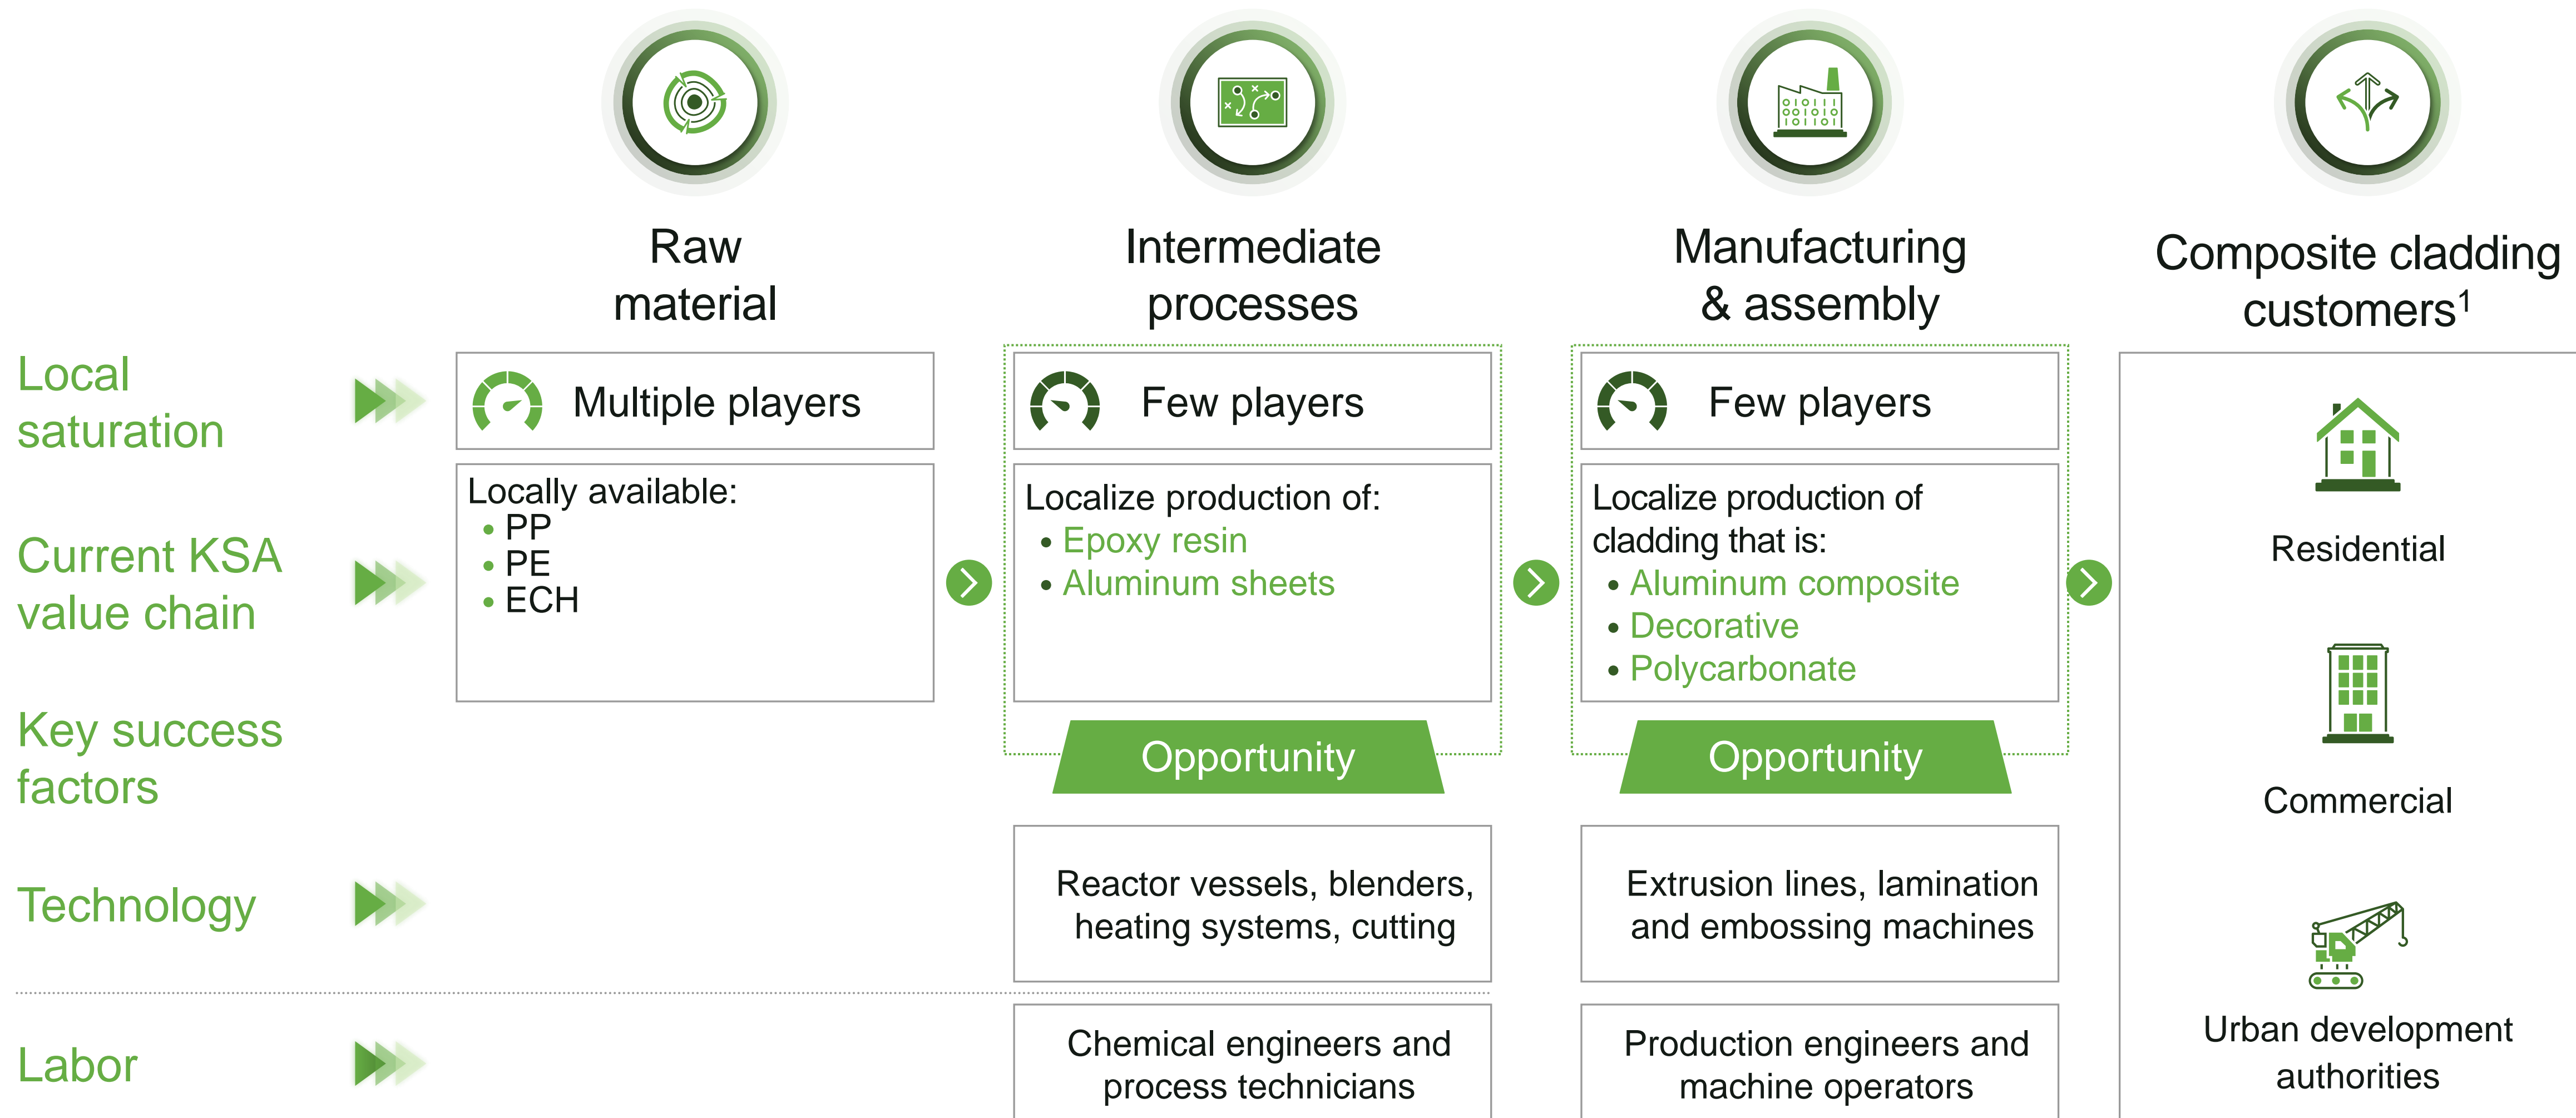 Raw
material
Intermediate
processes
Manufacturing
& assembly
Composite cladding
customers¹
Local
saturation
Multiple players
Few players
Few players
Current KSA
value chain
Locally available:
• PP
• PE
• ECH
Localize production of:
• Epoxy resin
• Aluminum sheets
Localize production of
cladding that is:
• Aluminum composite
• Decorative
• Polycarbonate
Residential
Commercial
Urban development
authorities
Key success
factors
Opportunity
Opportunity
Technology
Reactor vessels, blenders,
heating systems, cutting
Extrusion lines, lamination
and embossing machines
Labor
Chemical engineers and
process technicians
Production engineers and
machine operators